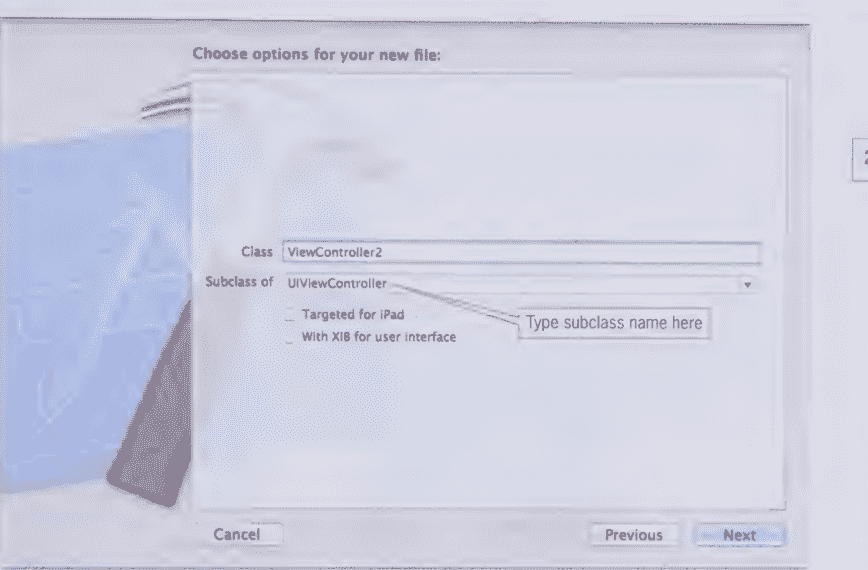 Choose options for your new file:
Class ViewController2
Subclass of UIViewController
Targeted for iPad
Type subclass name here
With XIB for user interface
Cancel Previous Next